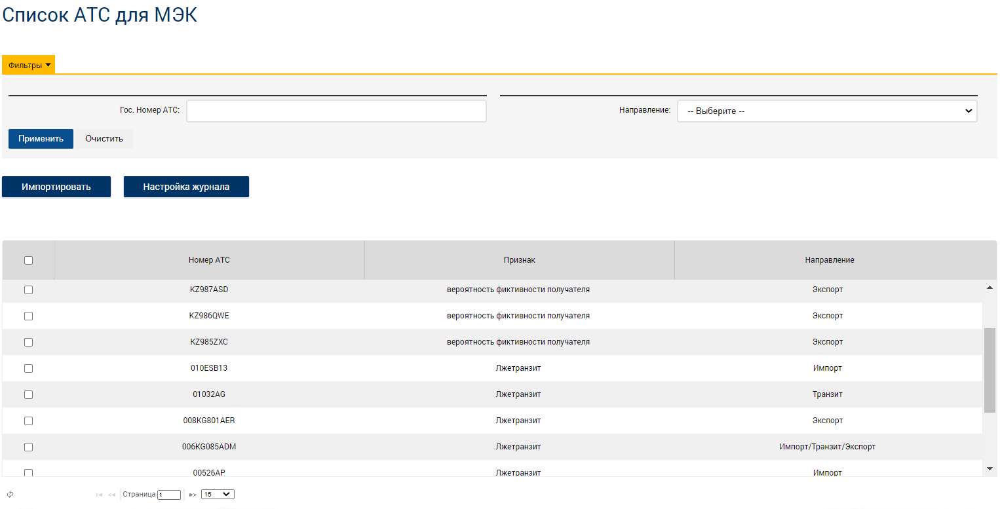 Список АТС для МЭК
Фильтры
Гос. Номер АТС: Направление: -- Выберите --
Применить Очистить
Импортировать Настройка журнала
Номер АТС Признак Направление
KZ987ASD вероятность фиктивности получателя Экспорт
KZ986QWE вероятность фиктивности получателя Экспорт
KZ985ZXC вероятность фиктивности получателя Экспорт
010ESB13 Лжетранзит Импорт
01032AG Лжетранзит Транзит
008KG801AER Лжетранзит Экспорт
006KG085ADM Лжетранзит Импорт/Транзит/Экспорт
00526AP Лжетранзит Импорт
Страница 1 15